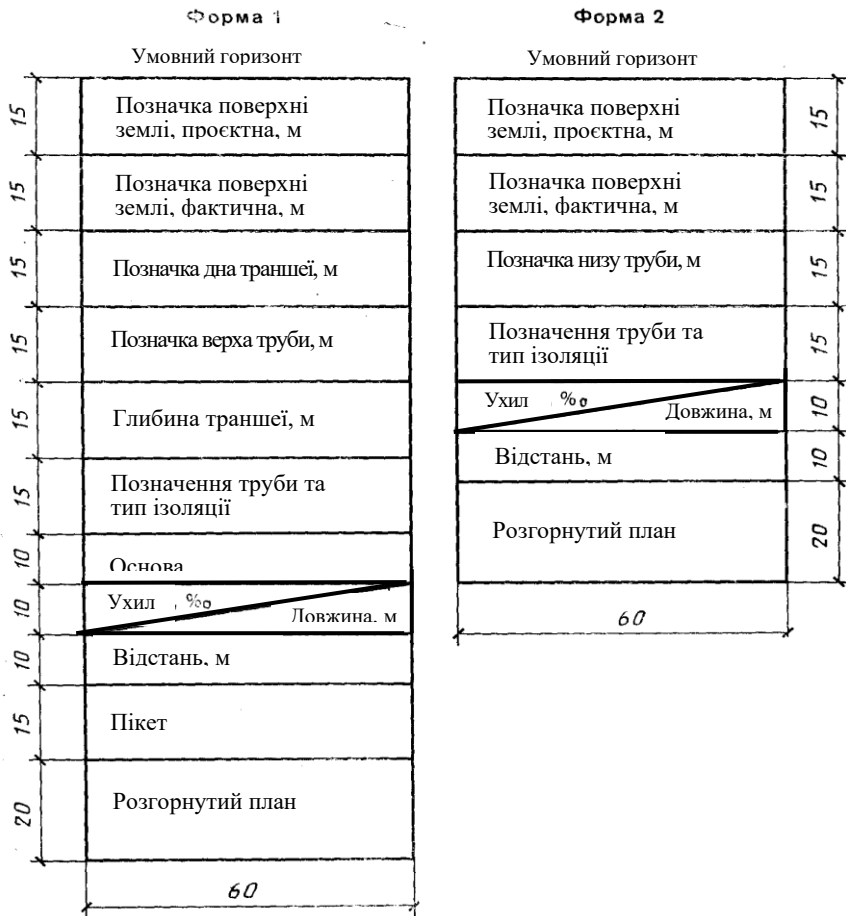 Форма 1
Умовний горизонт
15
Позначка поверхні
землі, проєктна, м
15
Позначка поверхні
землі, фактична, м
15
Позначка дна траншеї, м
15
Позначка верха труби, м
15
Глибина траншеї, м
15
Позначення труби та
тип ізоляції
10
Основа
10
Ухил ‰
Довжина, м
10
Відстань, м
15
Пікет
20
Розгорнутий план
60
Форма 2
Умовний горизонт
Позначка поверхні
землі, проєктна, м
15
Позначка поверхні
землі, фактична, м
15
Позначка низу труби, м
15
Позначення труби та
тип ізоляції
15
Ухил ‰
Довжина, м
10
Відстань, м
10
Розгорнутий план
20
60